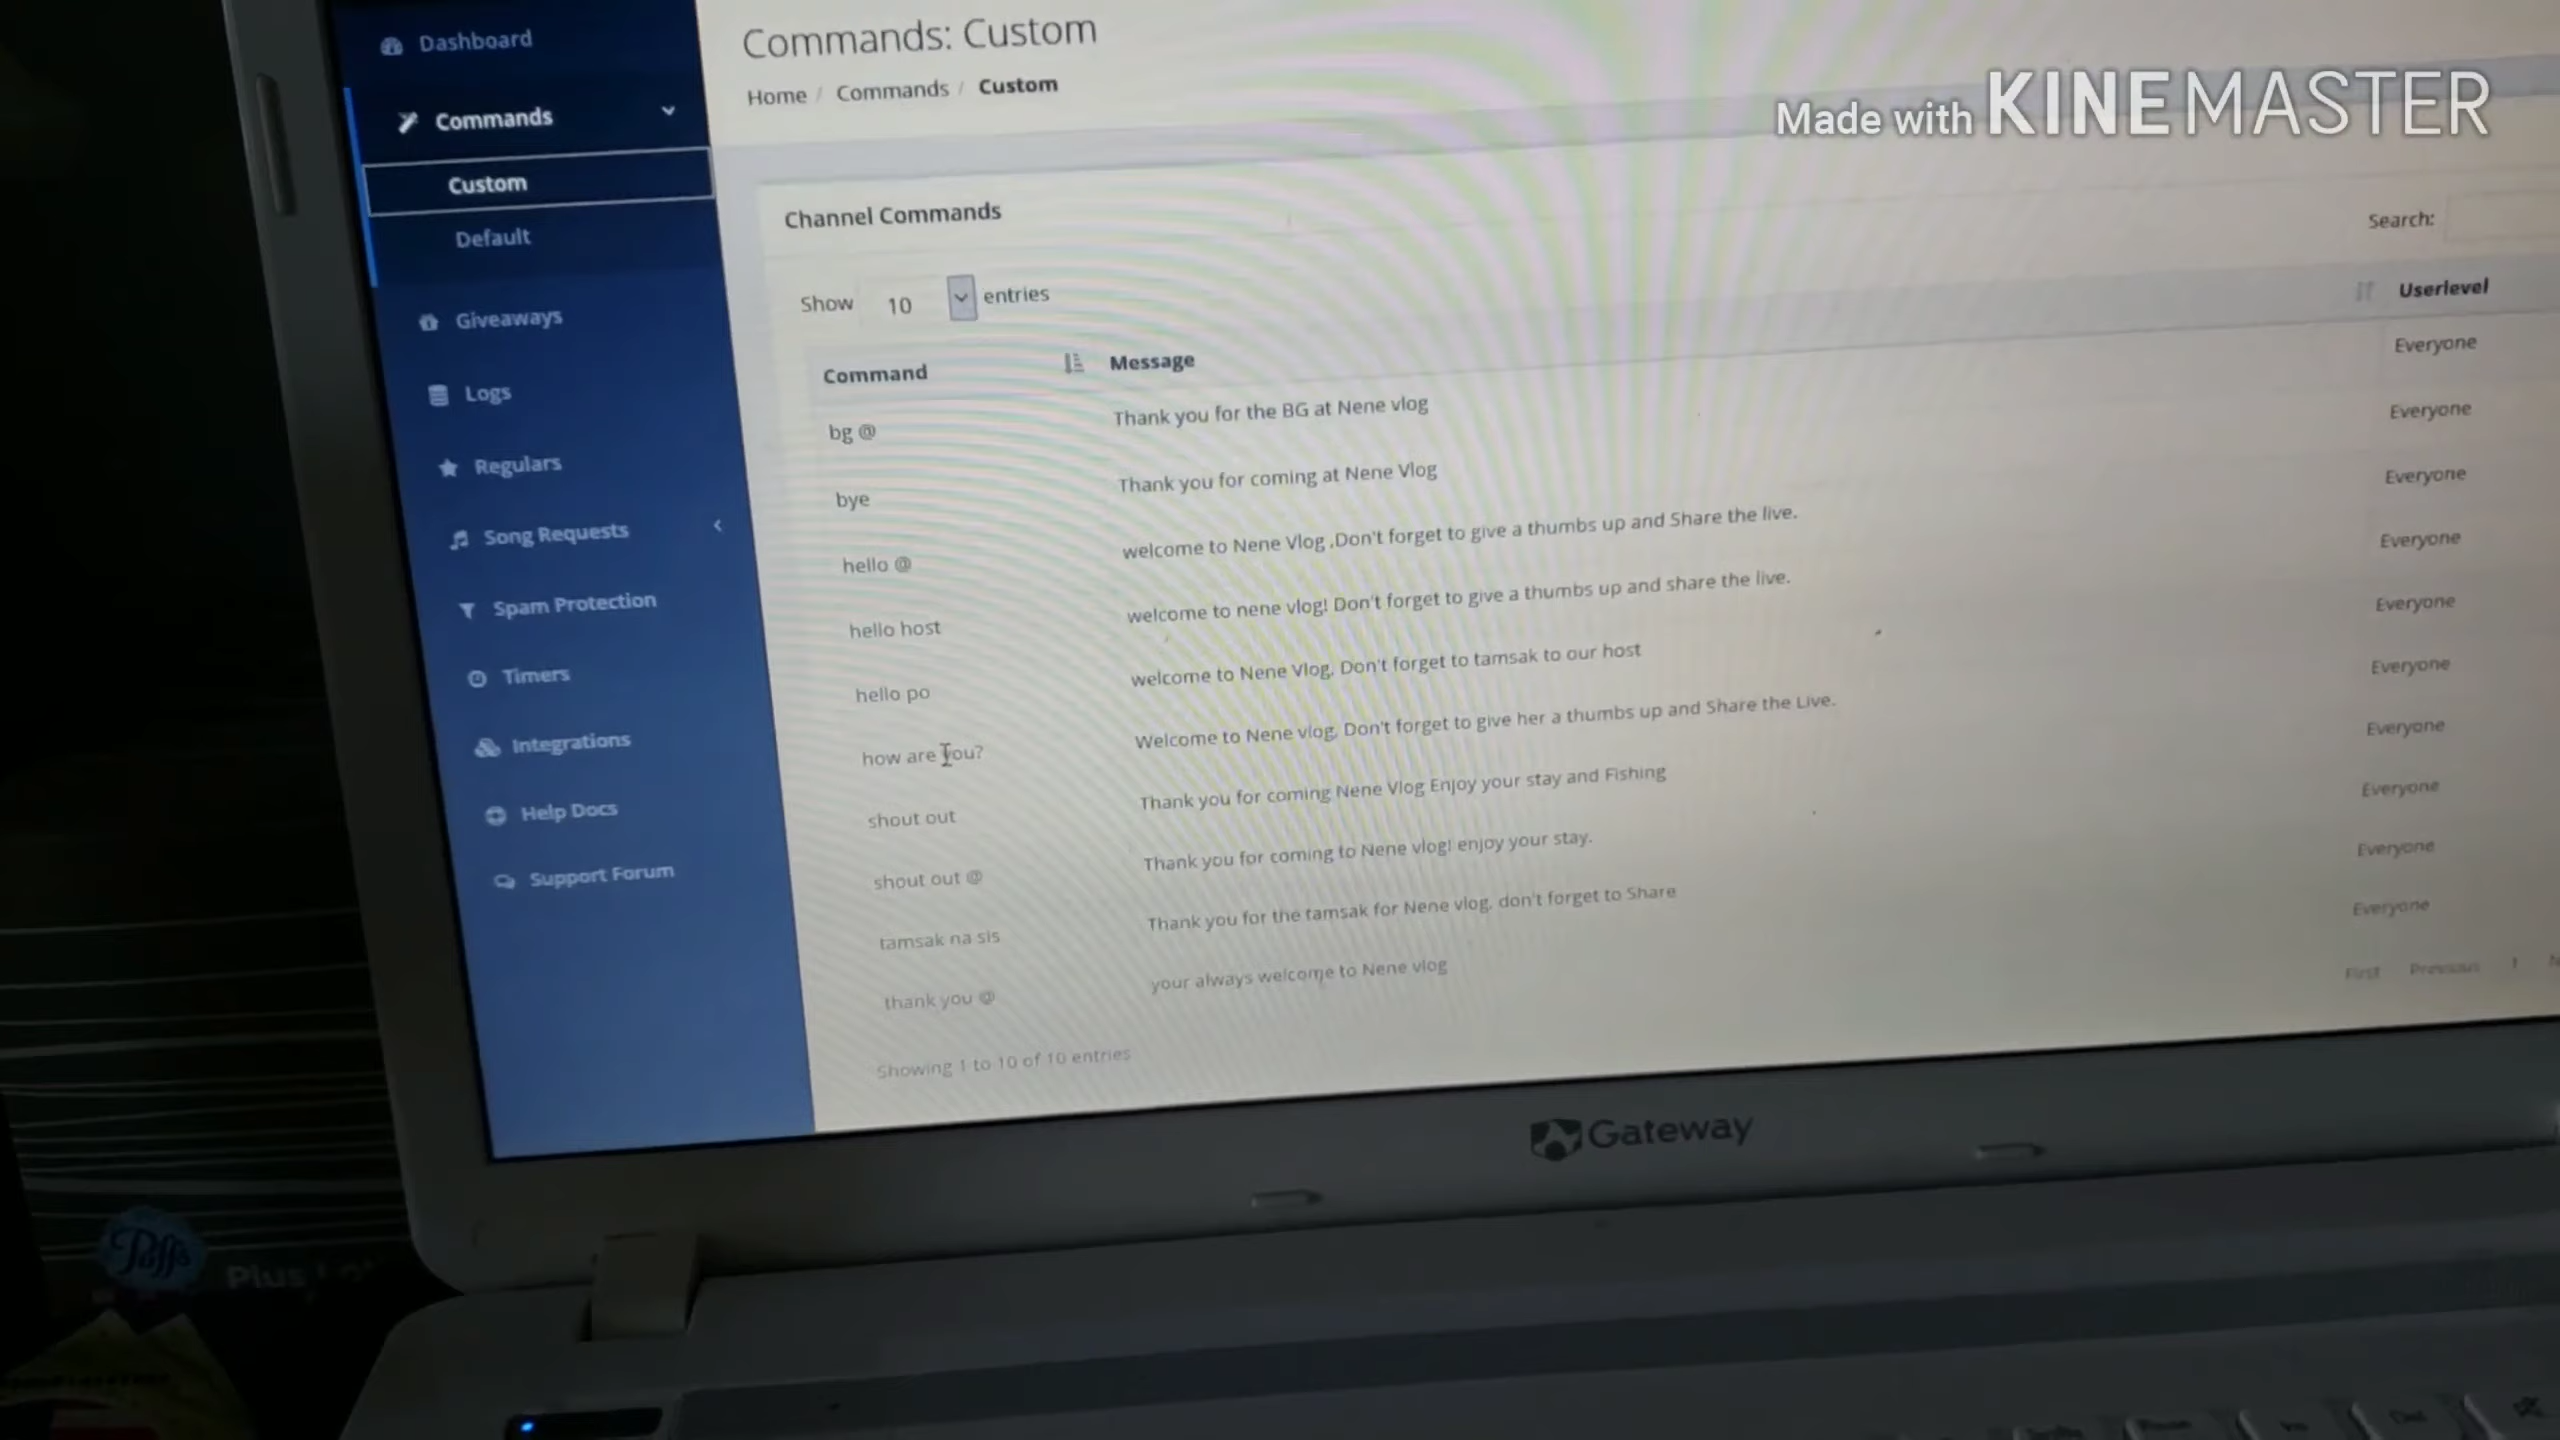 Dashboard
Commands
Custom
Default
Giveaways
Logs
Regulars
Song Requests
Spam Protection
Timers
Integrations
Help Docs
Support Forum
Commands: Custom
Home / Commands / Custom
Made with KINEMASTER
Channel Commands
Show 10 entries
Search:
Command Message Userlevel
bg @ Thank you for the BG at Nene vlog Everyone
bye Thank you for coming at Nene Vlog Everyone
hello @ welcome to Nene Vlog .Don't forget to give a thumbs up and Share the live. Everyone
hello host welcome to nene vlog! Don't forget to give a thumbs up and share the live. Everyone
hello po welcome to Nene Vlog, Don't forget to tamsak to our host Everyone
how are you? Welcome to Nene vlog, Don't forget to give her a thumbs up and Share the Live. Everyone
shout out Thank you for coming Nene Vlog Enjoy your stay and Fishing Everyone
shout out @ Thank you for coming to Nene vlog! enjoy your stay. Everyone
tamsak na sis Thank you for the tamsak for Nene vlog. don't forget to Share Everyone
thank you @ your always welcome to Nene vlog Everyone
Showing 1 to 10 of 10 entries
First Previous 1
Gateway
Puffs
Plus